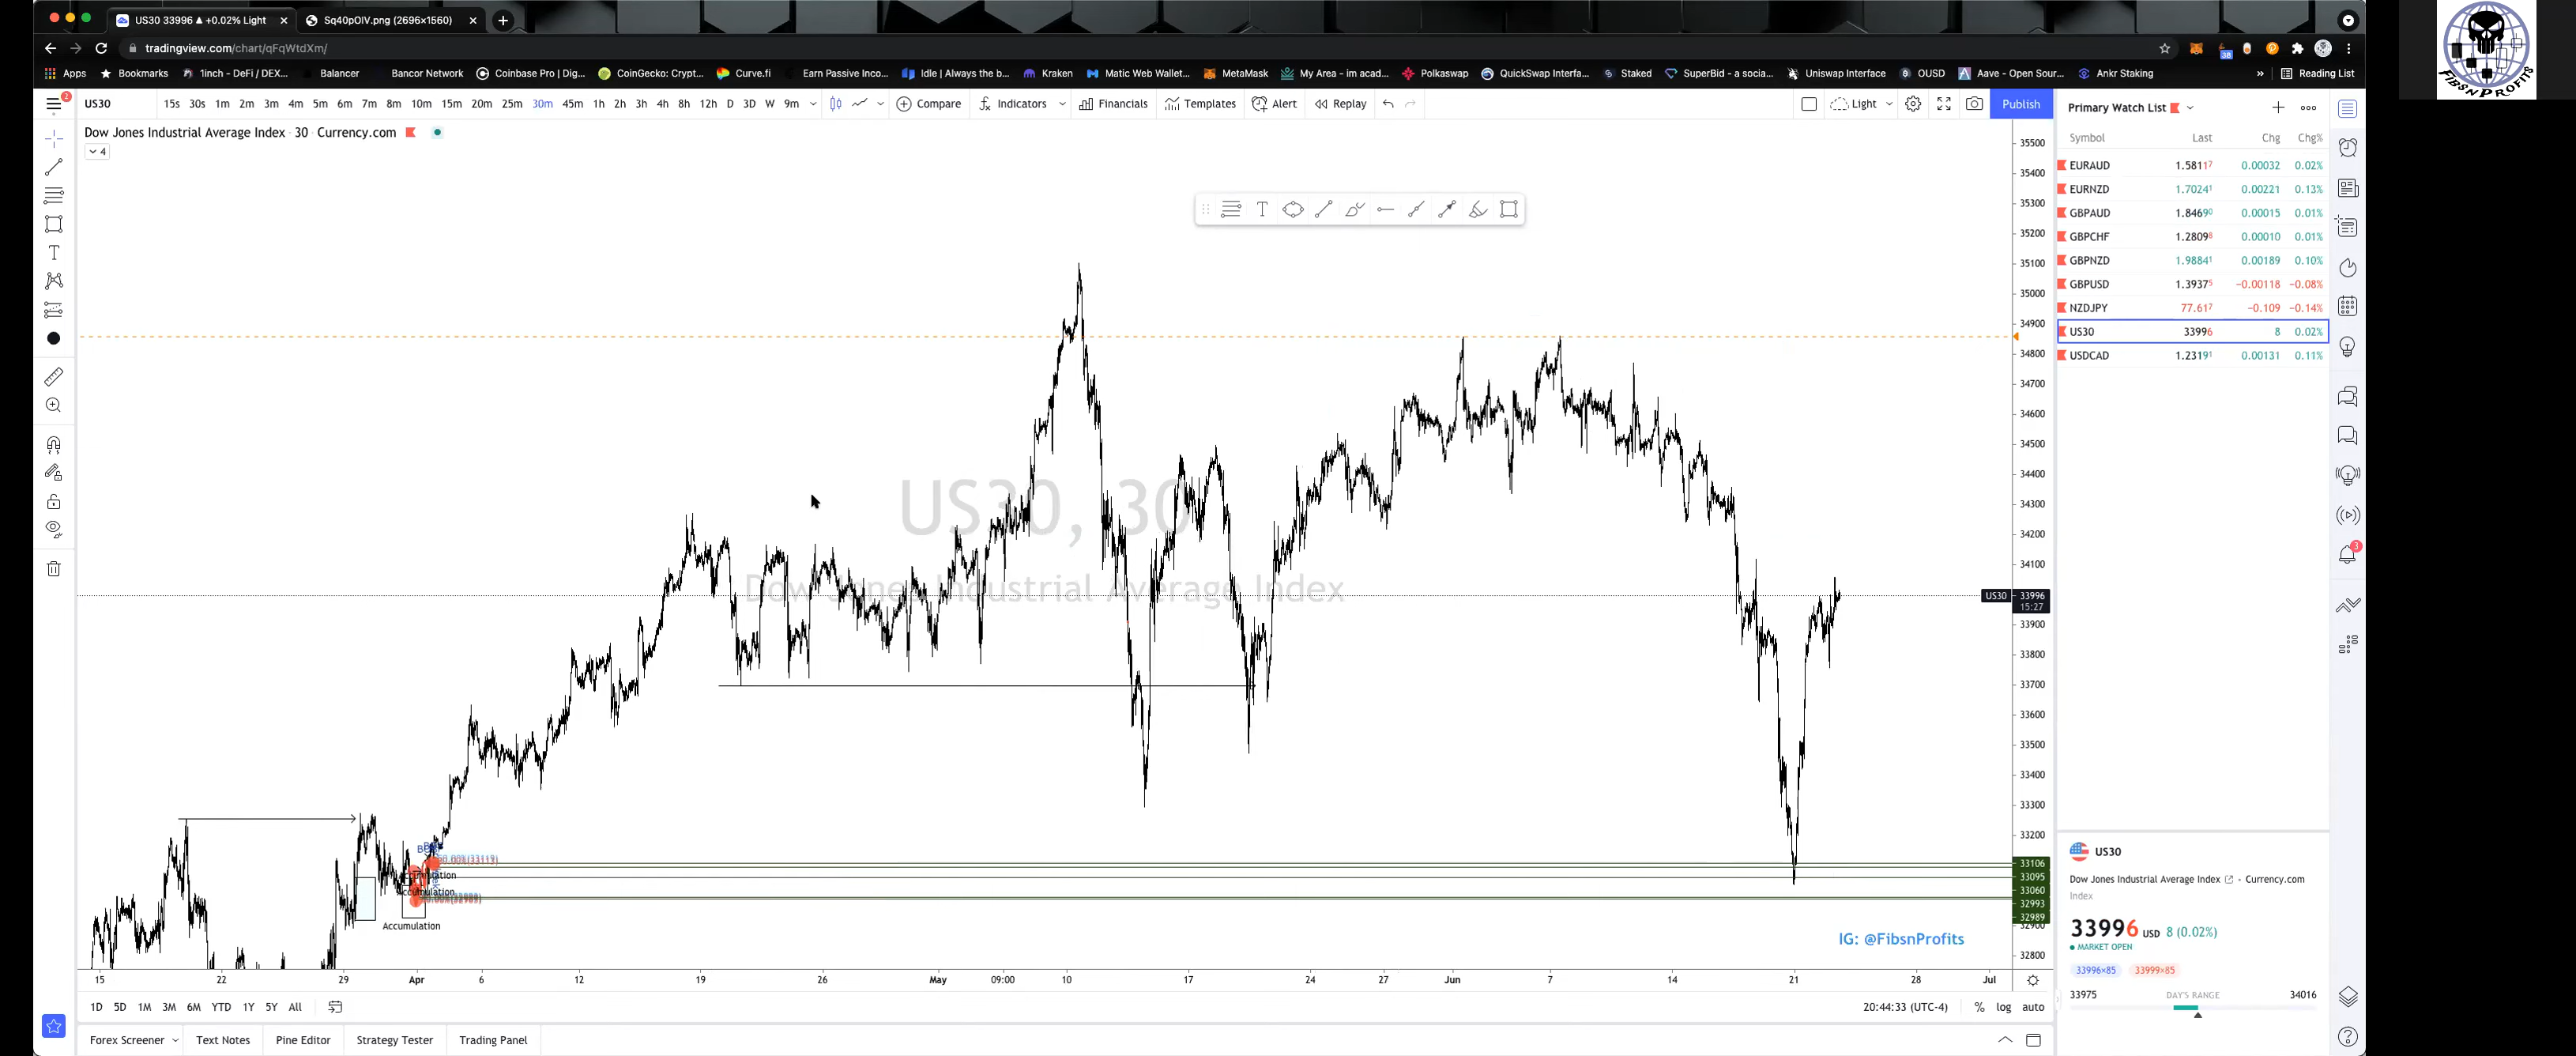 US30 33996 ▲ +0.02% Light
Sq40pOlV.png (2696×1560)
tradingview.com/chart/qFqWtdXm/
Apps Bookmarks 1inch - DeFi / DEX... Balancer Bancor Network Coinbase Pro | Dig... CoinGecko: Crypt... Curve.fi Earn Passive Inco... Idle | Always the b... Kraken Matic Web Wallet... MetaMask My Area - im acad... Polkaswap QuickSwap Interfa... Staked SuperBid - a socia... Uniswap Interface OUSD Aave - Open Sour... Ankr Staking » Reading List
FIBSNPROFITS
US30 15s 30s 1m 2m 3m 4m 5m 6m 7m 8m 10m 15m 20m 25m 30m 45m 1h 2h 3h 4h 8h 12h D 3D W 9m Compare Indicators Financials Templates Alert Replay Light Publish
Dow Jones Industrial Average Index · 30 · Currency.com
4
US30, 30
Dow Jones Industrial Average Index
35500
35400
35300
35200
35100
35000
34900
34800
34700
34600
34500
34400
34300
34200
34100
US30 33996
15:27
33900
33800
33700
33600
33500
33400
33300
33200
33106
33095
33060
32993
32989
32900
32800
Accumulation
Accumulation
IG: @FibsnProfits
15 22 29 Apr 6 12 19 26 May 09:00 10 17 24 27 Jun 7 14 21 28 Jul
1D 5D 1M 3M 6M YTD 1Y 5Y All
20:44:33 (UTC-4) % log auto
Forex Screener Text Notes Pine Editor Strategy Tester Trading Panel
Primary Watch List
Symbol Last Chg Chg%
EURAUD 1.58117 0.00032 0.02%
EURNZD 1.70241 0.00221 0.13%
GBPAUD 1.84690 0.00015 0.01%
GBPCHF 1.28098 0.00010 0.01%
GBPNZD 1.98841 0.00189 0.10%
GBPUSD 1.39375 −0.00118 −0.08%
NZDJPY 77.617 −0.109 −0.14%
US30 33996 8 0.02%
USDCAD 1.23191 0.00131 0.11%
US30
Dow Jones Industrial Average Index · Currency.com
Index
33996 USD 8 (0.02%)
MARKET OPEN
33996×85 33999×85
33975 DAY'S RANGE 34016